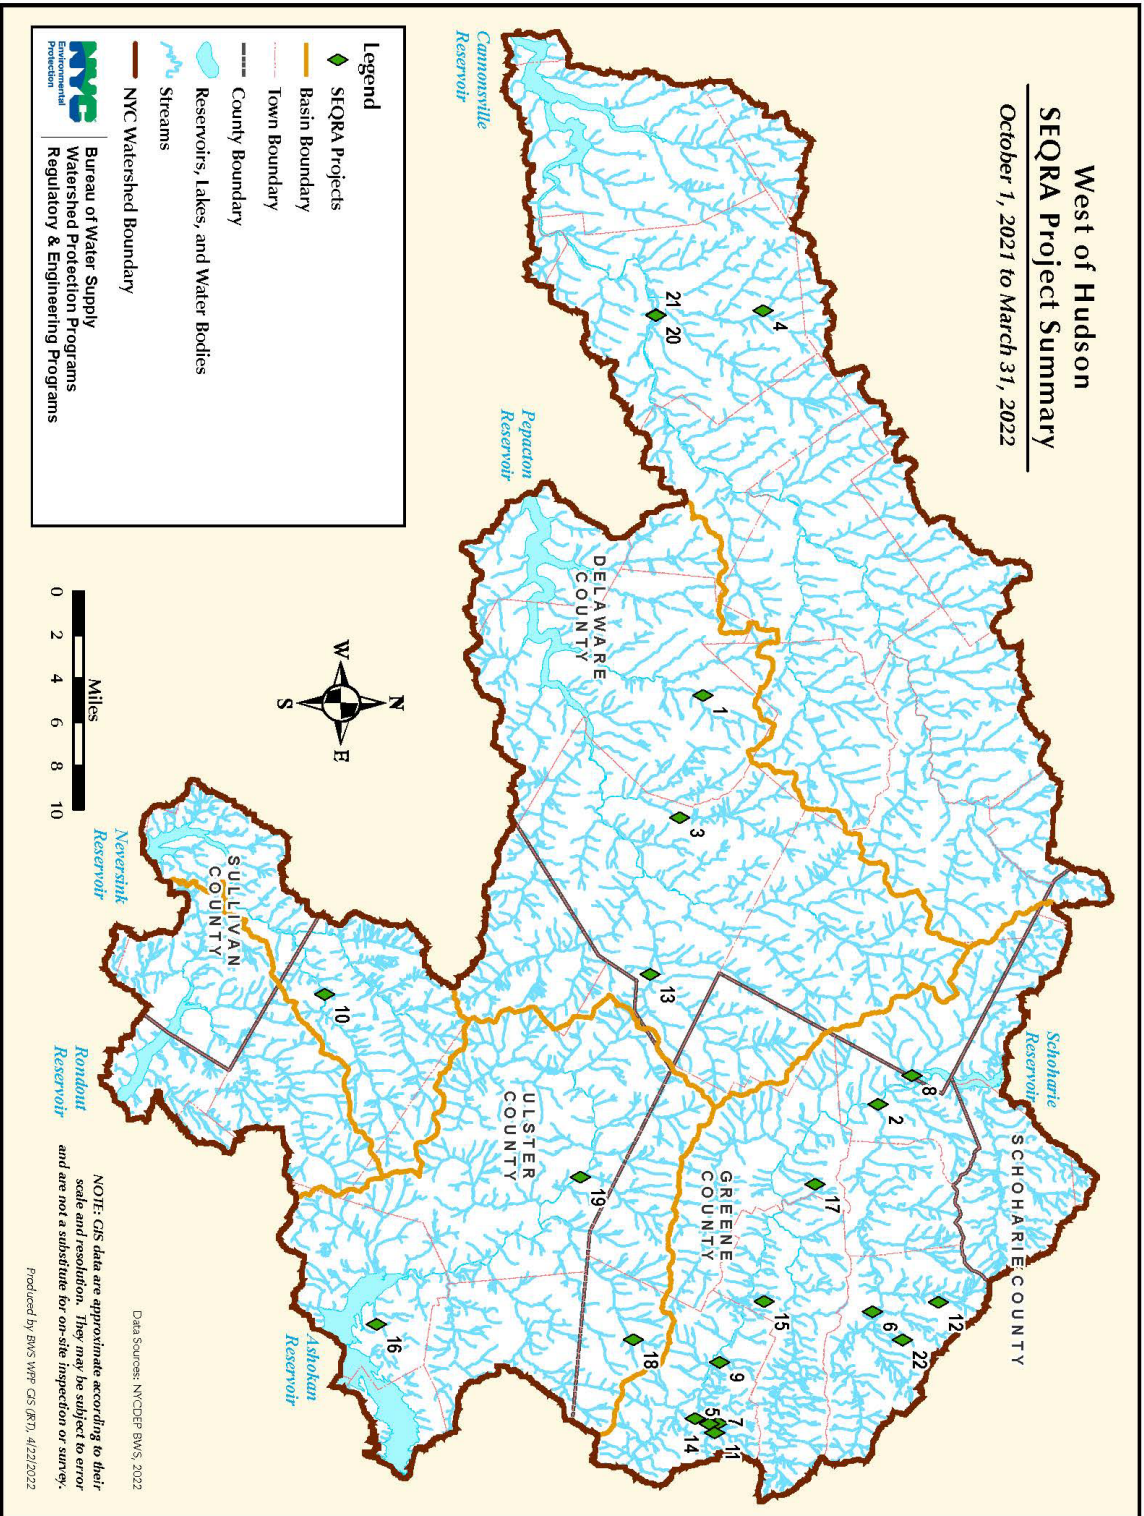 West of Hudson
SEQRA Project Summary
October 1, 2021 to March 31, 2022
Cannonsville
Reservoir
Pepacton
Reservoir
Schoharie
Reservoir
Neversink
Reservoir
Rondout
Reservoir
Ashokan
Reservoir
DELAWARE
COUNTY
SCHOHARIE COUNTY
GREENE
COUNTY
ULSTER
COUNTY
SULLIVAN
COUNTY
4
21
20
1
3
13
8
2
17
12
6
22
15
9
18
7
5
11
14
19
16
10
Legend
SEQRA Projects
Basin Boundary
Town Boundary
County Boundary
Reservoirs, Lakes, and Water Bodies
Streams
NYC Watershed Boundary
NYC
Environmental
Protection
Bureau of Water Supply
Watershed Protection Programs
Regulatory & Engineering Programs
N
W
E
S
Miles
0 2 4 6 8 10
Data Sources: NYCDEP BWS, 2022
NOTE: GIS data are approximate according to their
scale and resolution. They may be subject to error
and are not a substitute for on-site inspection or survey.
Produced by BWS WPP GIS (JRT), 4/22/2022